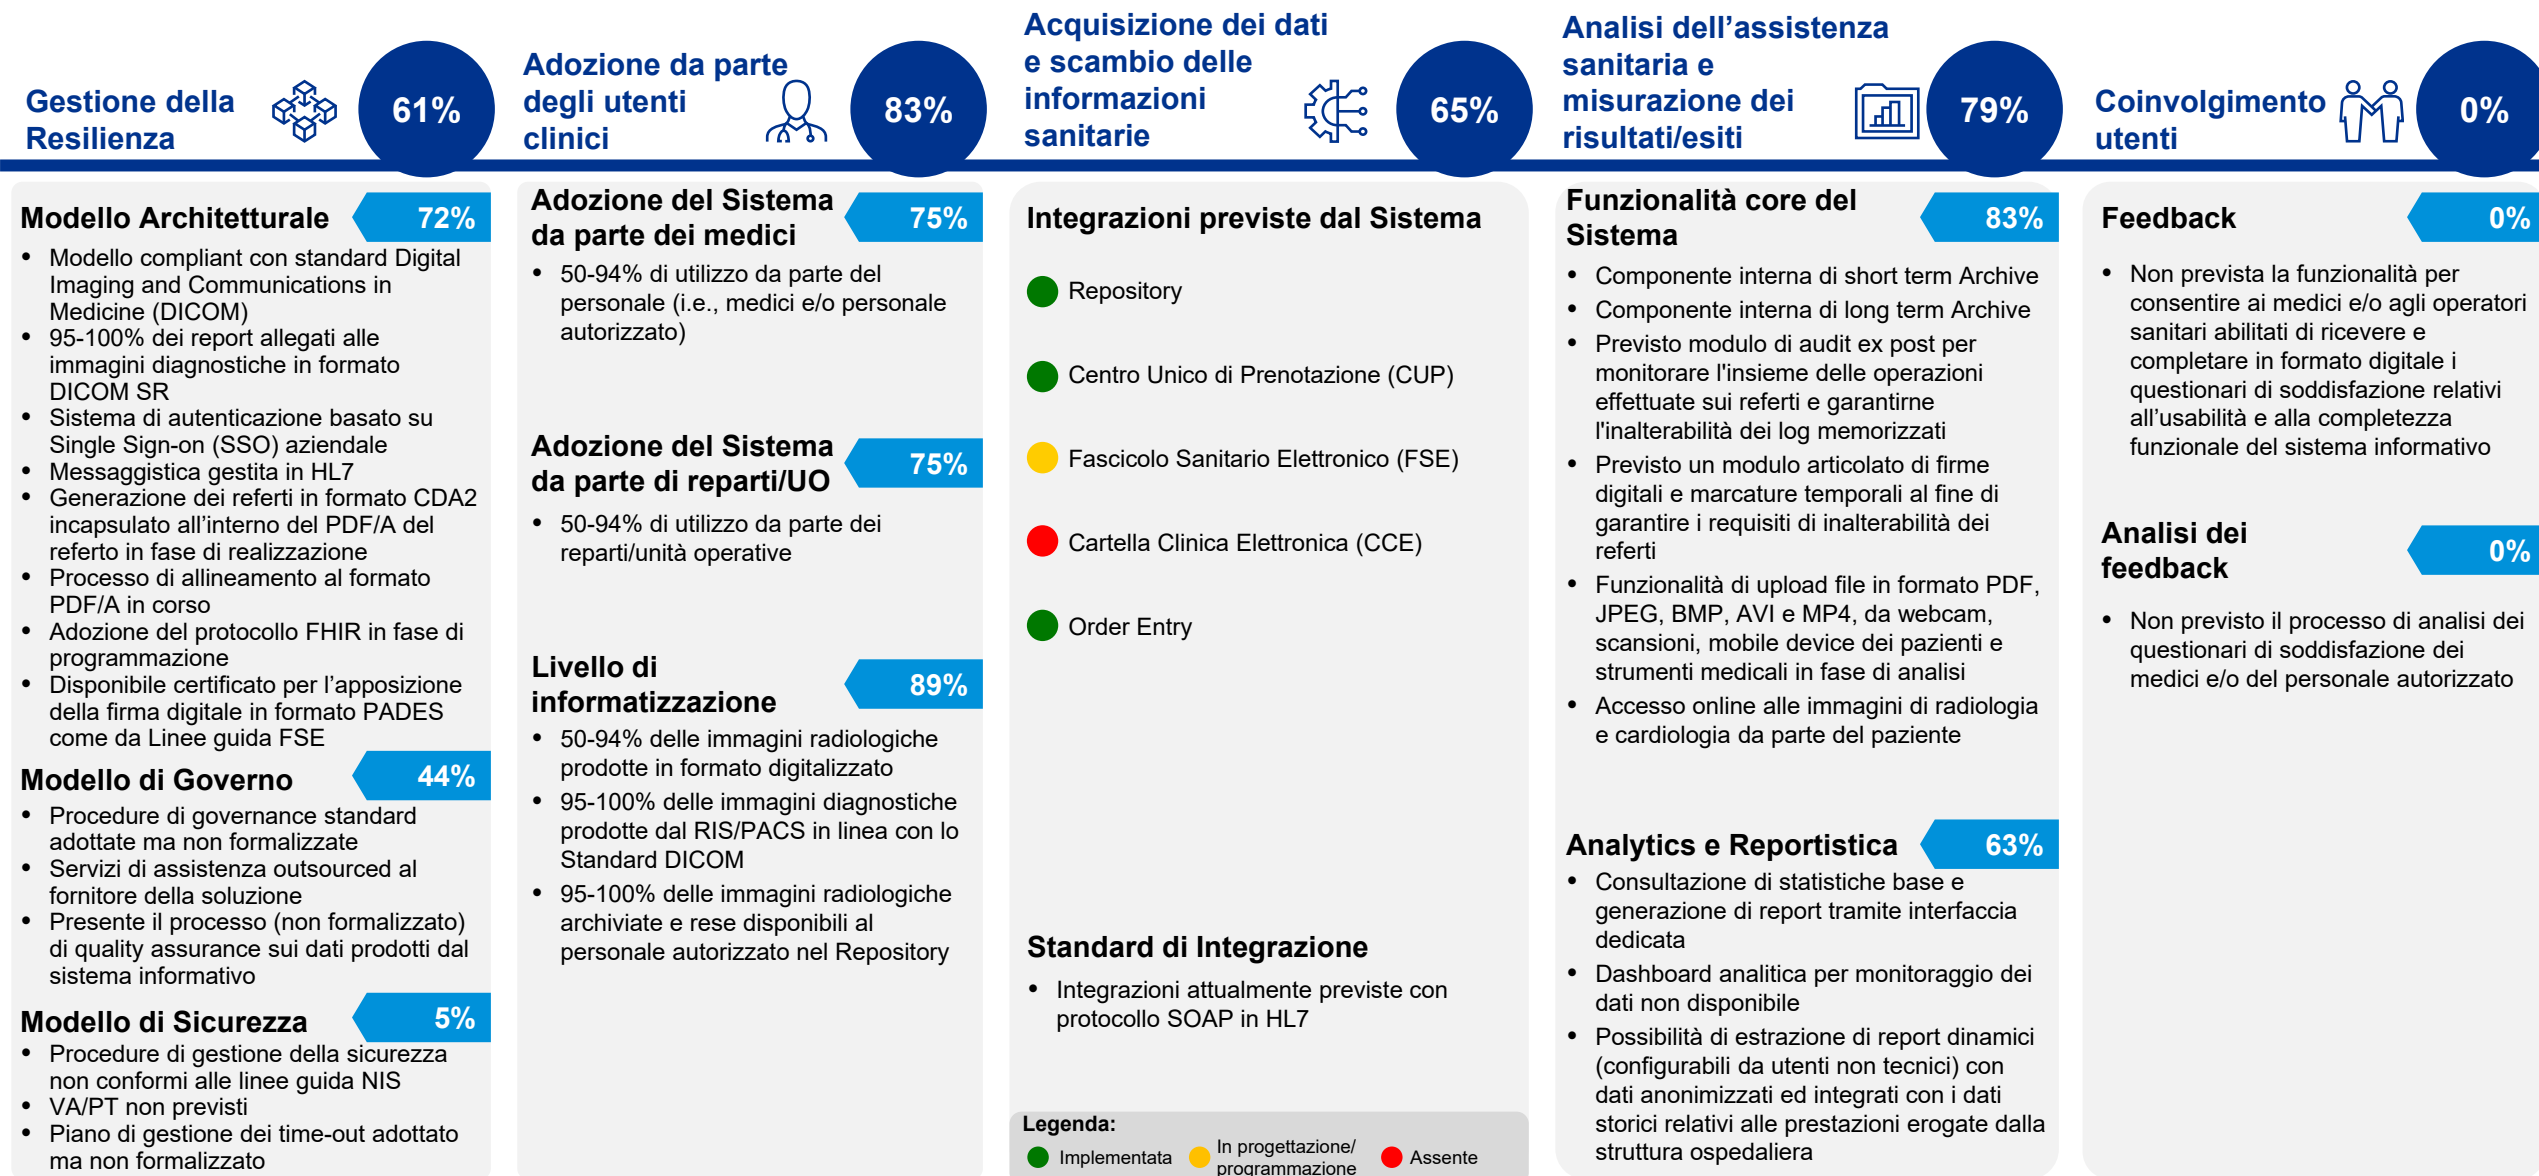 Gestione della
Resilienza
61%
Adozione da parte
degli utenti
clinici
83%
Acquisizione dei dati
e scambio delle
informazioni
sanitarie
65%
Analisi dell’assistenza
sanitaria e
misurazione dei
risultati/esiti
79%
Coinvolgimento
utenti
0%
Modello Architetturale
72%
• Modello compliant con standard Digital
Imaging and Communications in
Medicine (DICOM)
• 95-100% dei report allegati alle
immagini diagnostiche in formato
DICOM SR
• Sistema di autenticazione basato su
Single Sign-on (SSO) aziendale
• Messaggistica gestita in HL7
• Generazione dei referti in formato CDA2
incapsulato all’interno del PDF/A del
referto in fase di realizzazione
• Processo di allineamento al formato
PDF/A in corso
• Adozione del protocollo FHIR in fase di
programmazione
• Disponibile certificato per l’apposizione
della firma digitale in formato PADES
come da Linee guida FSE
Modello di Governo
44%
• Procedure di governance standard
adottate ma non formalizzate
• Servizi di assistenza outsourced al
fornitore della soluzione
• Presente il processo (non formalizzato)
di quality assurance sui dati prodotti dal
sistema informativo
Modello di Sicurezza
5%
• Procedure di gestione della sicurezza
non conformi alle linee guida NIS
• VA/PT non previsti
• Piano di gestione dei time-out adottato
ma non formalizzato
Adozione del Sistema
da parte dei medici
75%
• 50-94% di utilizzo da parte del
personale (i.e., medici e/o personale
autorizzato)
Adozione del Sistema
da parte di reparti/UO
75%
• 50-94% di utilizzo da parte dei
reparti/unità operative
Livello di
informatizzazione
89%
• 50-94% delle immagini radiologiche
prodotte in formato digitalizzato
• 95-100% delle immagini diagnostiche
prodotte dal RIS/PACS in linea con lo
Standard DICOM
• 95-100% delle immagini radiologiche
archiviate e rese disponibili al
personale autorizzato nel Repository
Integrazioni previste dal Sistema
Repository
Centro Unico di Prenotazione (CUP)
Fascicolo Sanitario Elettronico (FSE)
Cartella Clinica Elettronica (CCE)
Order Entry
Standard di Integrazione
• Integrazioni attualmente previste con
protocollo SOAP in HL7
Legenda:
Implementata
In progettazione/
programmazione
Assente
Funzionalità core del
Sistema
83%
• Componente interna di short term Archive
• Componente interna di long term Archive
• Previsto modulo di audit ex post per
monitorare l'insieme delle operazioni
effettuate sui referti e garantirne
l'inalterabilità dei log memorizzati
• Previsto un modulo articolato di firme
digitali e marcature temporali al fine di
garantire i requisiti di inalterabilità dei
referti
• Funzionalità di upload file in formato PDF,
JPEG, BMP, AVI e MP4, da webcam,
scansioni, mobile device dei pazienti e
strumenti medicali in fase di analisi
• Accesso online alle immagini di radiologia
e cardiologia da parte del paziente
Analytics e Reportistica
63%
• Consultazione di statistiche base e
generazione di report tramite interfaccia
dedicata
• Dashboard analitica per monitoraggio dei
dati non disponibile
• Possibilità di estrazione di report dinamici
(configurabili da utenti non tecnici) con
dati anonimizzati ed integrati con i dati
storici relativi alle prestazioni erogate dalla
struttura ospedaliera
Feedback
0%
• Non prevista la funzionalità per
consentire ai medici e/o agli operatori
sanitari abilitati di ricevere e
completare in formato digitale i
questionari di soddisfazione relativi
all’usabilità e alla completezza
funzionale del sistema informativo
Analisi dei
feedback
0%
• Non previsto il processo di analisi dei
questionari di soddisfazione dei
medici e/o del personale autorizzato